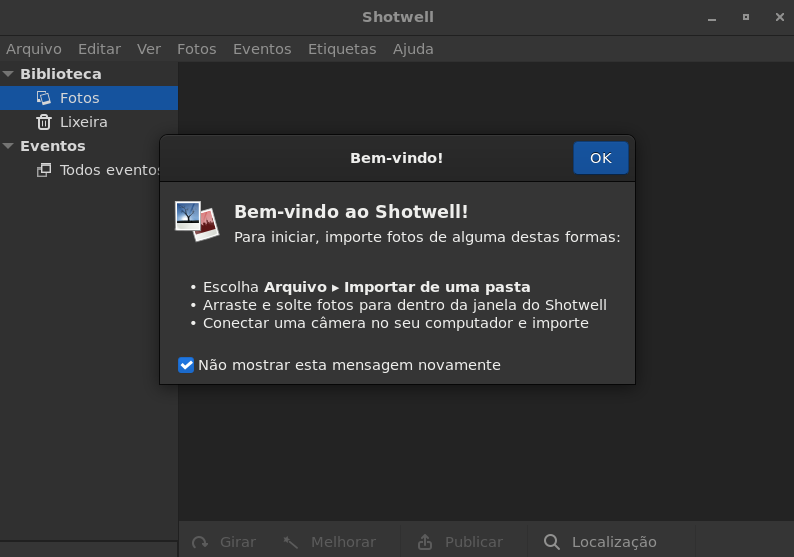 Shotwell
Arquivo Editar Ver Fotos Eventos Etiquetas Ajuda
Biblioteca
Fotos
Lixeira
Eventos
Todos evento
Bem-vindo!
OK
Bem-vindo ao Shotwell!
Para iniciar, importe fotos de alguma destas formas:
• Escolha Arquivo ▸ Importar de uma pasta
• Arraste e solte fotos para dentro da janela do Shotwell
• Conectar uma câmera no seu computador e importe
Não mostrar esta mensagem novamente
Girar Melhorar Publicar Localização